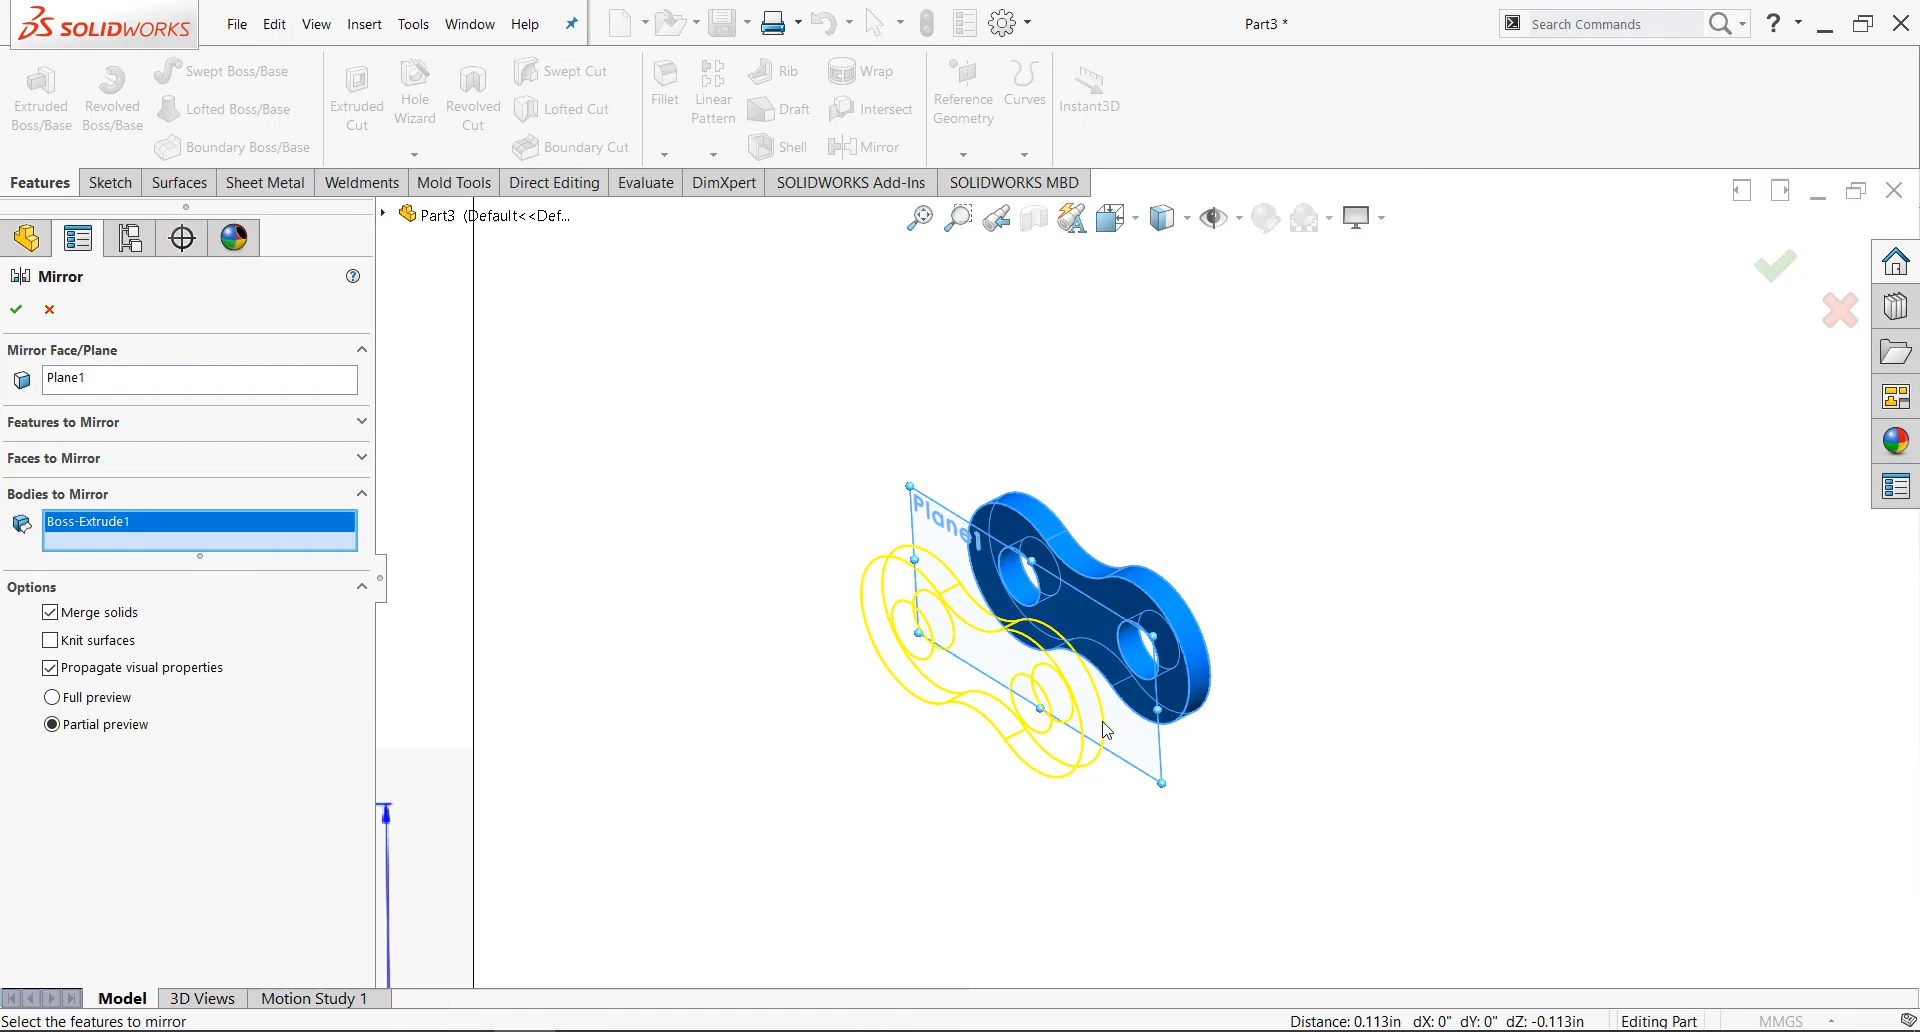 SOLIDWORKS
File Edit View Insert Tools Window Help
Part3 *
Search Commands
?
Extruded Boss/Base
Revolved Boss/Base
Swept Boss/Base
Lofted Boss/Base
Boundary Boss/Base
Extruded Cut
Hole Wizard
Revolved Cut
Swept Cut
Lofted Cut
Boundary Cut
Fillet
Linear Pattern
Rib
Draft
Shell
Wrap
Intersect
Mirror
Reference Geometry
Curves
Instant3D
Features Sketch Surfaces Sheet Metal Weldments Mold Tools Direct Editing Evaluate DimXpert SOLIDWORKS Add-Ins SOLIDWORKS MBD
Part3 (Default<<Def...
Mirror
Mirror Face/Plane
Plane1
Features to Mirror
Faces to Mirror
Bodies to Mirror
Boss-Extrude1
Options
Merge solids
Knit surfaces
Propagate visual properties
Full preview
Partial preview
Plane1
Model 3D Views Motion Study 1
Select the features to mirror
Distance: 0.113in dX: 0" dY: 0" dZ: -0.113in Editing Part MMGS